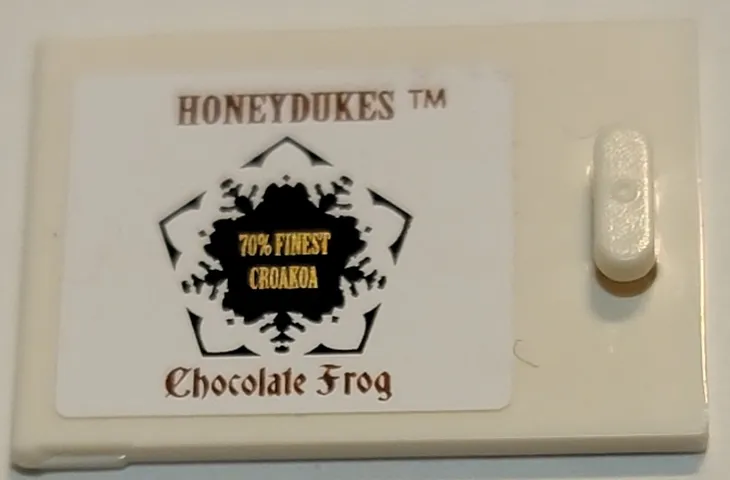 HONEYDUKES ™
70% FINEST
CROAKOA
Chocolate Frog